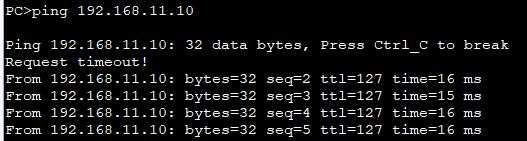 PC>ping 192.168.11.10
Ping 192.168.11.10: 32 data bytes, Press Ctrl_C to break
Request timeout!
From 192.168.11.10: bytes=32 seq=2 ttl=127 time=16 ms
From 192.168.11.10: bytes=32 seq=3 ttl=127 time=15 ms
From 192.168.11.10: bytes=32 seq=4 ttl=127 time=16 ms
From 192.168.11.10: bytes=32 seq=5 ttl=127 time=16 ms